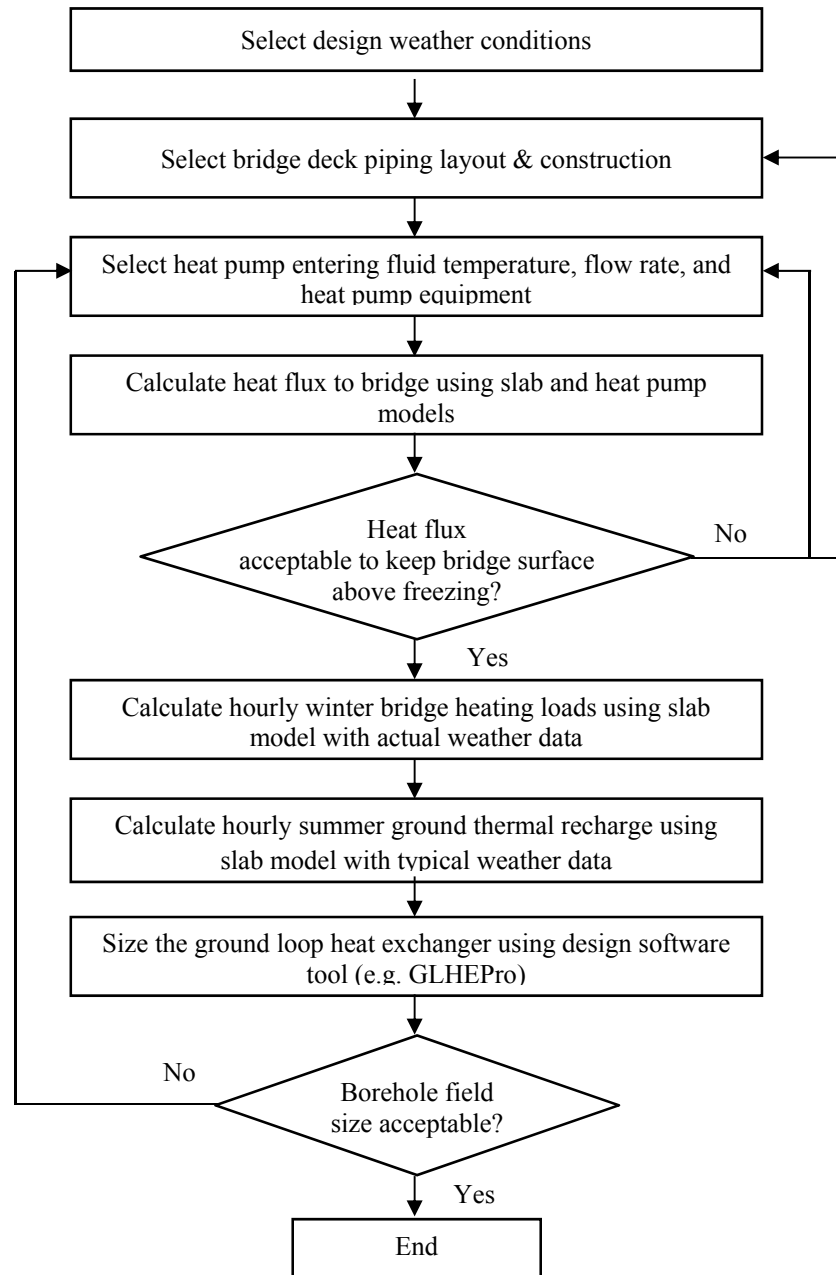 Select design weather conditions
Select bridge deck piping layout & construction
Select heat pump entering fluid temperature, flow rate, and
heat pump equipment
Calculate heat flux to bridge using slab and heat pump
models
Heat flux
acceptable to keep bridge surface
above freezing?
No
Yes
Calculate hourly winter bridge heating loads using slab
model with actual weather data
Calculate hourly summer ground thermal recharge using
slab model with typical weather data
Size the ground loop heat exchanger using design software
tool (e.g. GLHEPro)
No
Borehole field
size acceptable?
Yes
End